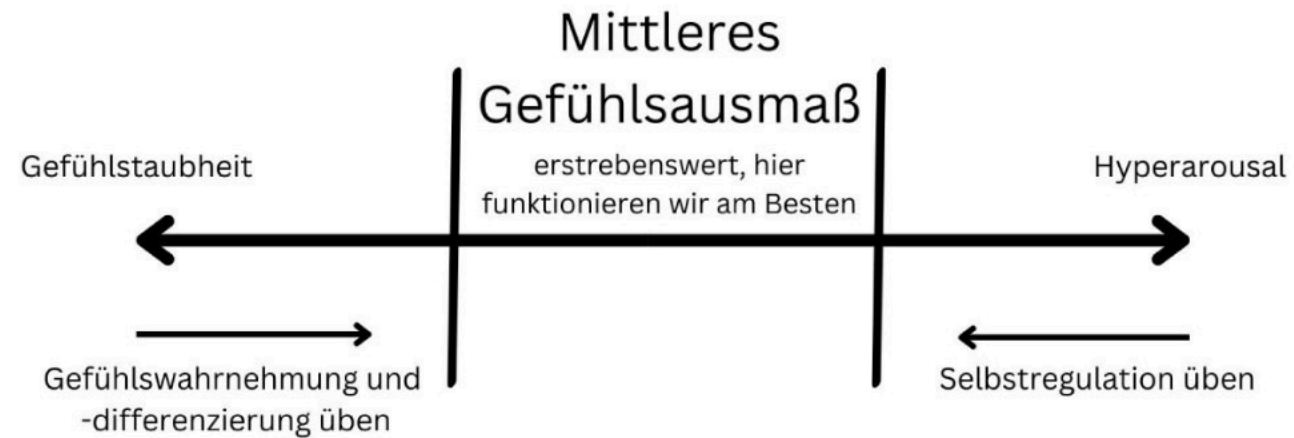 Mittleres
Gefühlsausmaß
erstrebenswert, hier
funktionieren wir am Besten
Gefühlstaubheit
Hyperarousal
Gefühlswahrnehmung und
-differenzierung üben
Selbstregulation üben